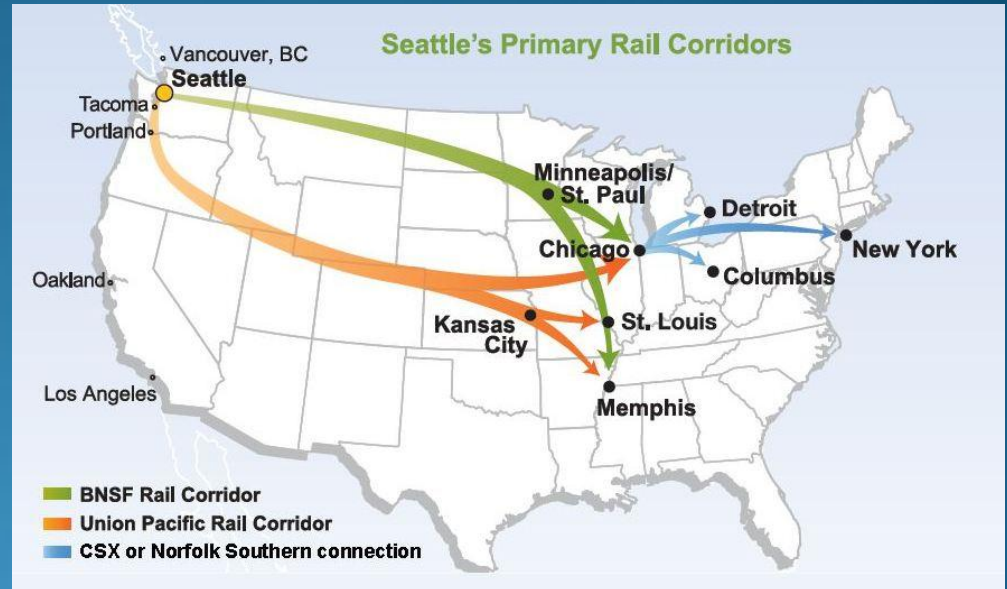 Seattle's Primary Rail Corridors
Vancouver, BC
Seattle
Tacoma
Portland
Minneapolis/
St. Paul
Detroit
Chicago
New York
Columbus
Oakland
Kansas
City
St. Louis
Los Angeles
Memphis
BNSF Rail Corridor
Union Pacific Rail Corridor
CSX or Norfolk Southern connection